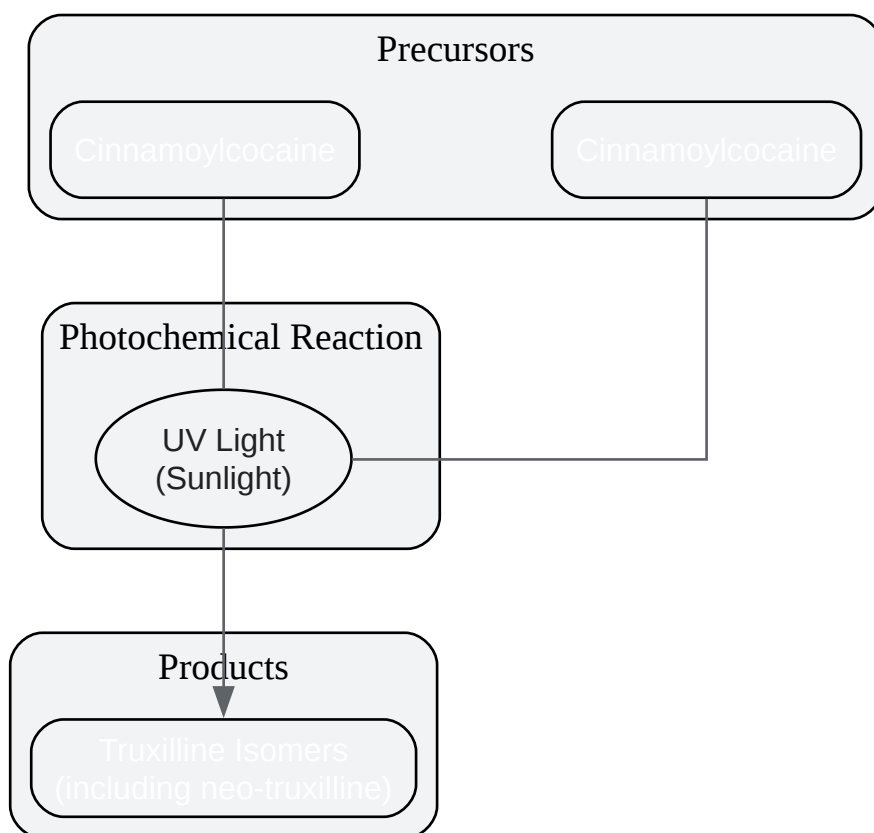 Precursors
Cinnamoylcocaine
Cinnamoylcocaine
Photochemical Reaction
UV Light
(Sunlight)
Products
Truxilline Isomers
(including neo-truxilline)